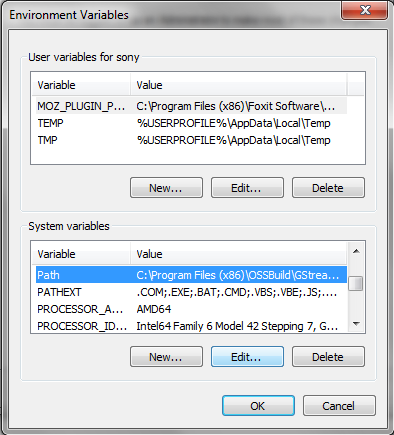 Environment Variables
User variables for sony
Variable Value
MOZ_PLUGIN_P... C:\Program Files (x86)\Foxit Software\...
TEMP %USERPROFILE%\AppData\Local\Temp
TMP %USERPROFILE%\AppData\Local\Temp
New... Edit... Delete
System variables
Variable Value
Path C:\Program Files (x86)\OSSBuild\GStrea...
PATHEXT .COM;.EXE;.BAT;.CMD;.VBS;.VBE;.JS;....
PROCESSOR_A... AMD64
PROCESSOR_ID... Intel64 Family 6 Model 42 Stepping 7, G...
New... Edit... Delete
OK Cancel